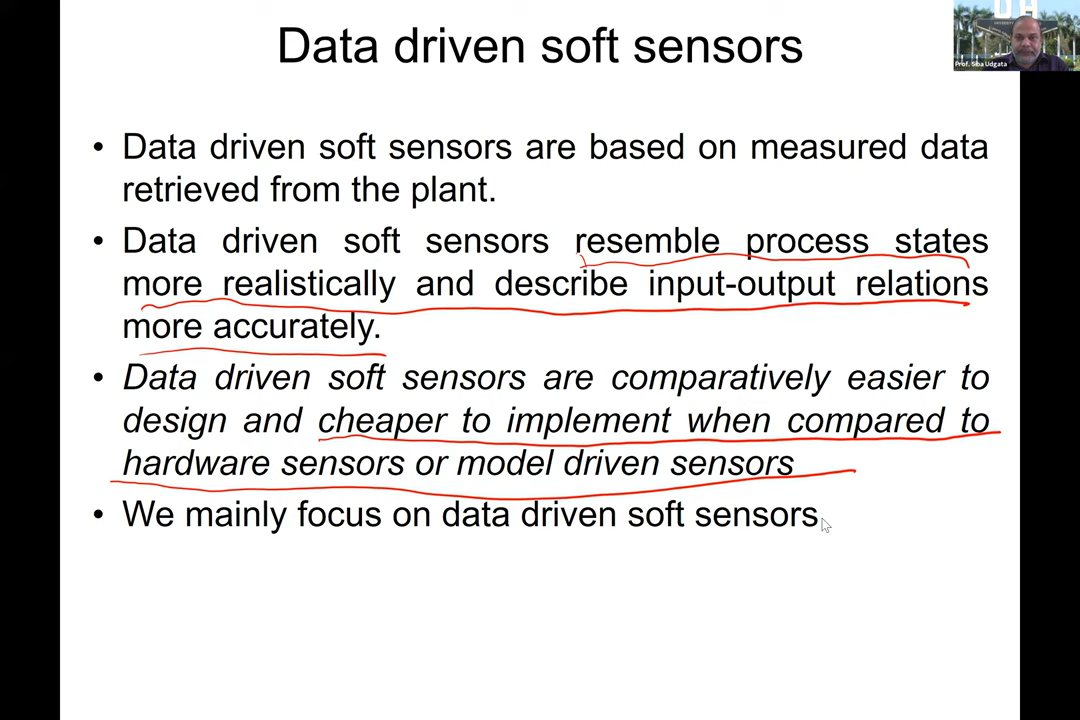 Data driven soft sensors
Prof. Siba Udgata
• Data driven soft sensors are based on measured data
retrieved from the plant.
• Data driven soft sensors resemble process states
more realistically and describe input-output relations
more accurately.
• Data driven soft sensors are comparatively easier to
design and cheaper to implement when compared to
hardware sensors or model driven sensors
• We mainly focus on data driven soft sensors